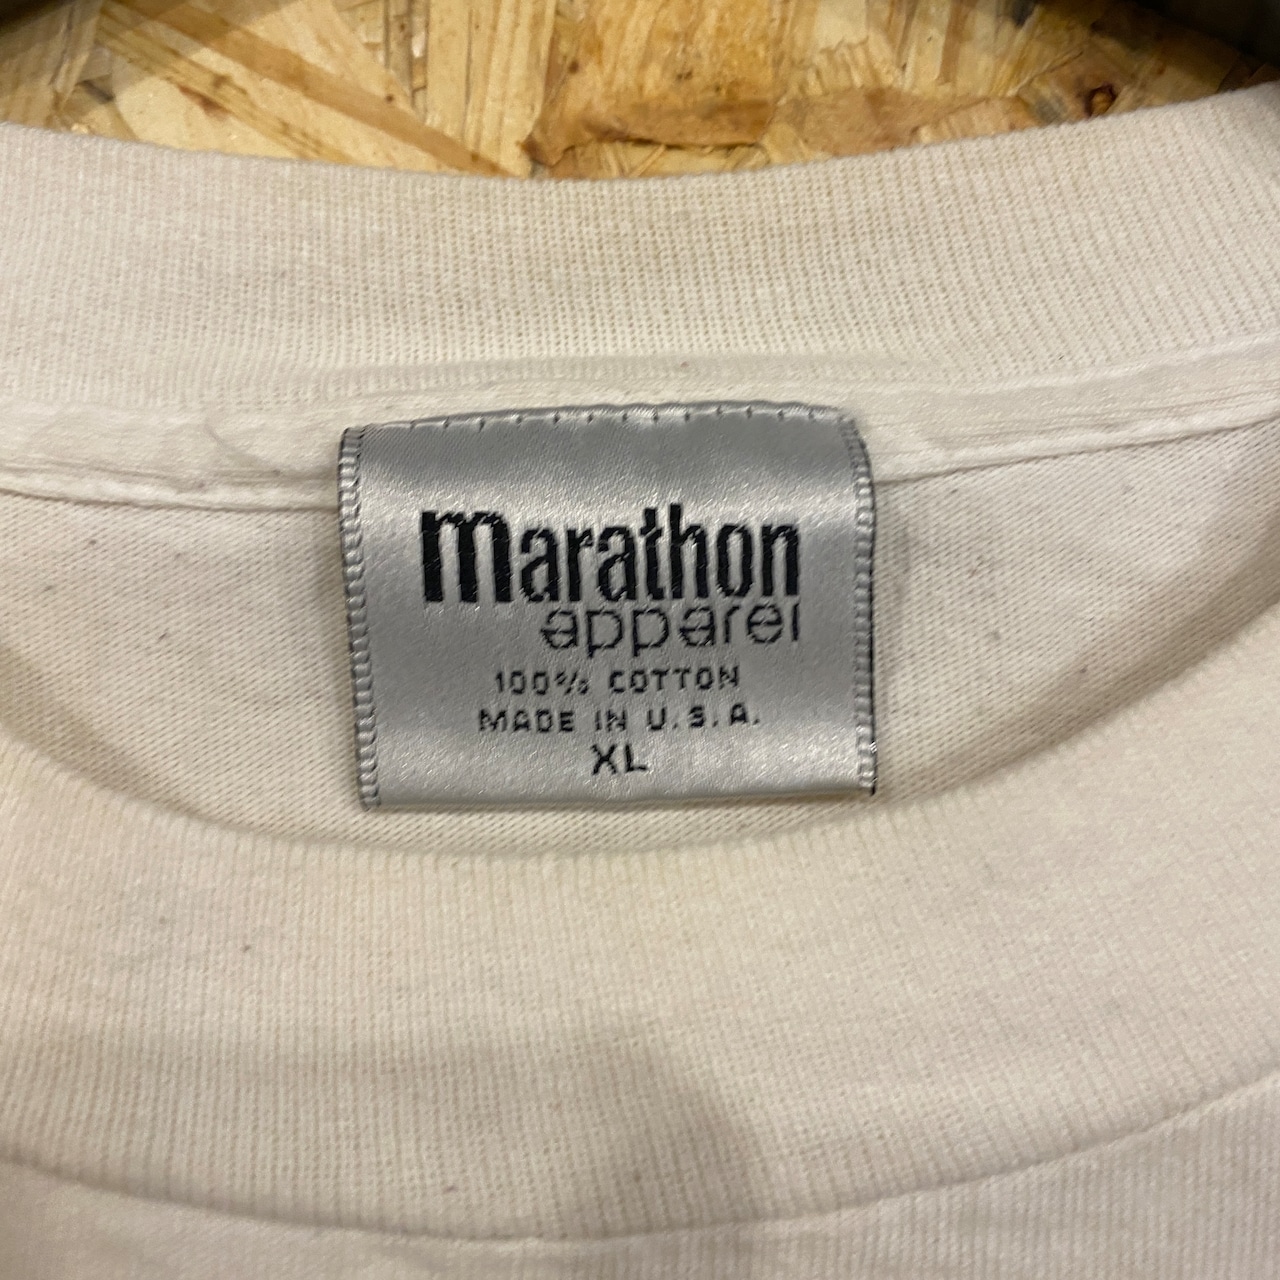 marathon
apparel
100% COTTON
MADE IN U.S.A.
XL